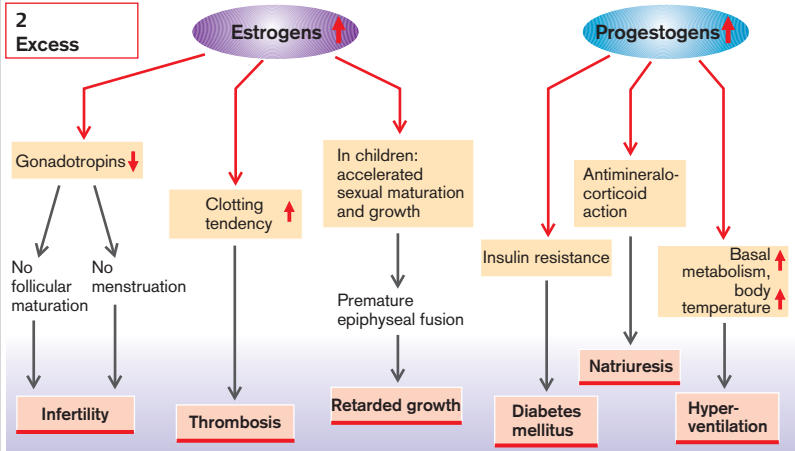 2
Excess
Estrogens
Progestogens
Gonadotropins
Clotting
tendency
In children:
accelerated
sexual maturation
and growth
Antimineralo-
corticoid
action
Insulin resistance
Basal
metabolism,
body
temperature
No
follicular
maturation
No
menstruation
Premature
epiphyseal fusion
Infertility
Thrombosis
Retarded growth
Diabetes
mellitus
Natriuresis
Hyper-
ventilation